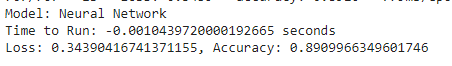 Model: Neural Network
Time to Run: -0.0010439720000192665 seconds
Loss: 0.34390416741371155, Accuracy: 0.8909966349601746